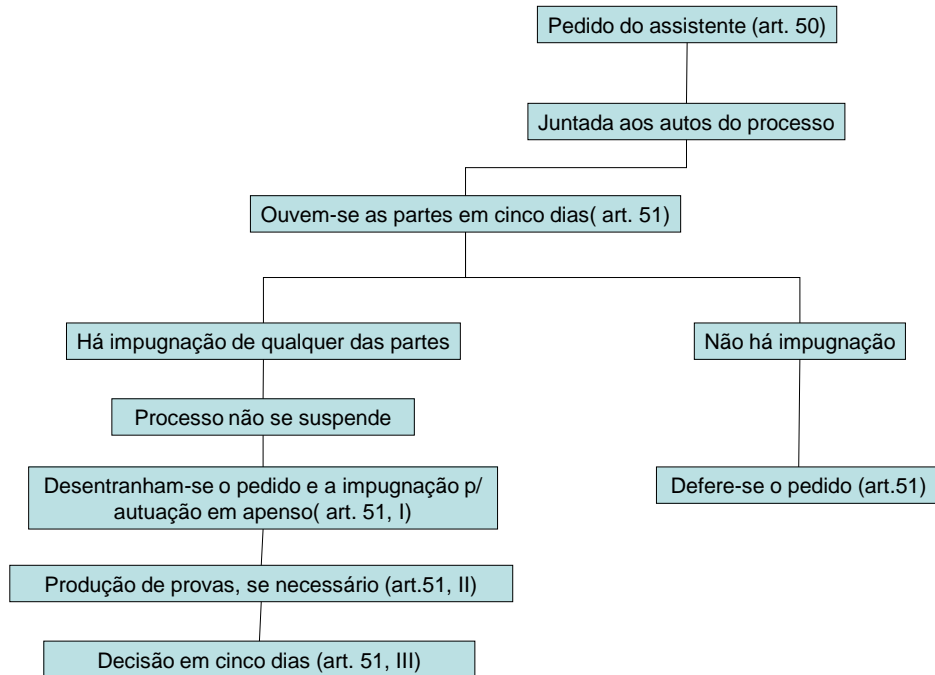 Pedido do assistente (art. 50)
Juntada aos autos do processo
Ouvem-se as partes em cinco dias( art. 51)
Há impugnação de qualquer das partes
Não há impugnação
Processo não se suspende
Desentranham-se o pedido e a impugnação p/
autuação em apenso( art. 51, I)
Defere-se o pedido (art.51)
Produção de provas, se necessário (art.51, II)
Decisão em cinco dias (art. 51, III)